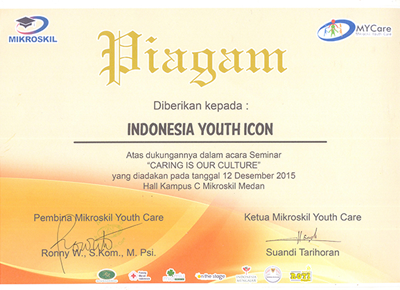 MIKROSKIL
MYCare
Piagam
Diberikan kepada :
INDONESIA YOUTH ICON
Atas dukungannya dalam acara Seminar
"CARING IS OUR CULTURE"
yang diadakan pada tanggal 12 Desember 2015
Hall Kampus C Mikroskil Medan
Pembina Mikroskil Youth Care
Ketua Mikroskil Youth Care
Ronny W., S.Kom., M. Psi.
Suandi Tarihoran